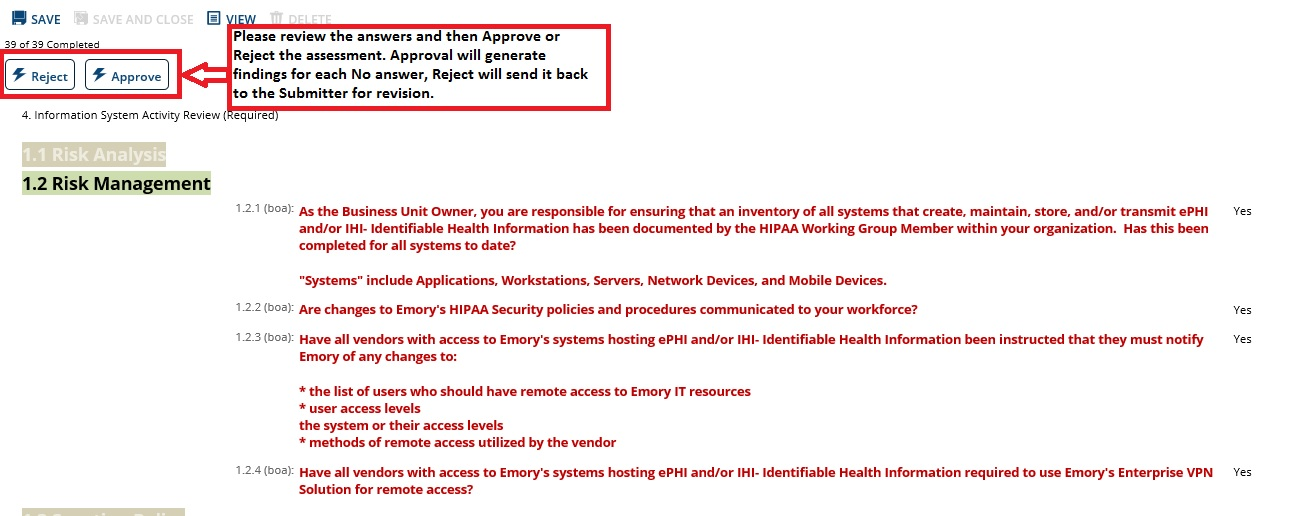 SAVE SAVE AND CLOSE VIEW DELETE
39 of 39 Completed
Reject Approve
Please review the answers and then Approve or
Reject the assessment. Approval will generate
findings for each No answer, Reject will send it back
to the Submitter for revision.
4. Information System Activity Review (Required)
1.1 Risk Analysis
1.2 Risk Management
1.2.1 (boa): As the Business Unit Owner, you are responsible for ensuring that an inventory of all systems that create, maintain, store, and/or transmit ePHI Yes
and/or IHI- Identifiable Health Information has been documented by the HIPAA Working Group Member within your organization. Has this been
completed for all systems to date?
"Systems" include Applications, Workstations, Servers, Network Devices, and Mobile Devices.
1.2.2 (boa): Are changes to Emory's HIPAA Security policies and procedures communicated to your workforce? Yes
1.2.3 (boa): Have all vendors with access to Emory's systems hosting ePHI and/or IHI- Identifiable Health Information been instructed that they must notify Yes
Emory of any changes to:
* the list of users who should have remote access to Emory IT resources
* user access levels
the system or their access levels
* methods of remote access utilized by the vendor
1.2.4 (boa): Have all vendors with access to Emory's systems hosting ePHI and/or IHI- Identifiable Health Information required to use Emory's Enterprise VPN Yes
Solution for remote access?